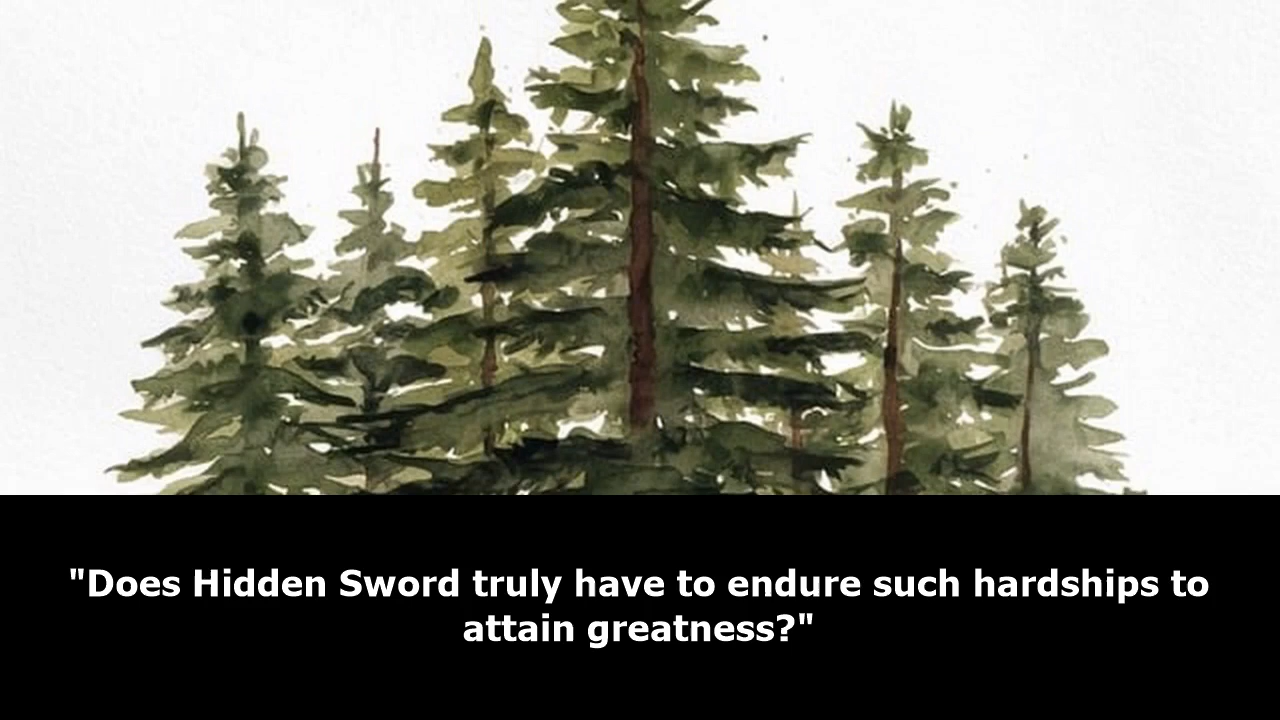 "Does Hidden Sword truly have to endure such hardships to
attain greatness?"